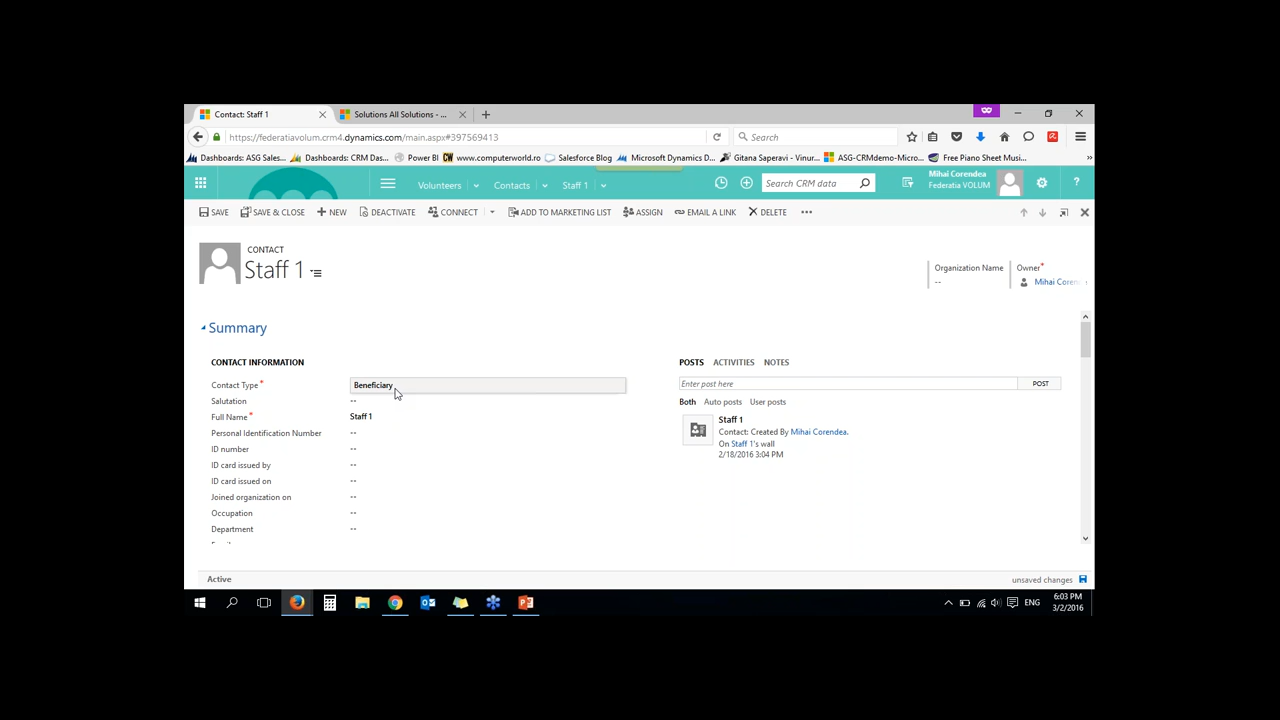 Contact: Staff 1
Solutions All Solutions - ...
https://federatiavolum.crm4.dynamics.com/main.aspx#397569413
Search
Dashboards: ASG Sales...
Dashboards: CRM Das...
Power BI
www.computerworld.ro
Salesforce Blog
Microsoft Dynamics D...
Gitana Saperavi - Vinur...
ASG-CRMdemo-Micro...
Free Piano Sheet Musi...
Volunteers
Contacts
Staff 1
Search CRM data
Mihai Corendea
Federatia VOLUM
SAVE
SAVE & CLOSE
NEW
DEACTIVATE
CONNECT
ADD TO MARKETING LIST
ASSIGN
EMAIL A LINK
DELETE
CONTACT
Staff 1
Organization Name
--
Owner*
Mihai Coren
Summary
CONTACT INFORMATION
Contact Type* Beneficiary
Salutation --
Full Name* Staff 1
Personal Identification Number --
ID number --
ID card issued by --
ID card issued on --
Joined organization on --
Occupation --
Department --
POSTS ACTIVITIES NOTES
Enter post here
POST
Both Auto posts User posts
Staff 1
Contact: Created By Mihai Corendea.
On Staff 1's wall
2/18/2016 3:04 PM
Active
unsaved changes
ENG
6:03 PM
3/2/2016